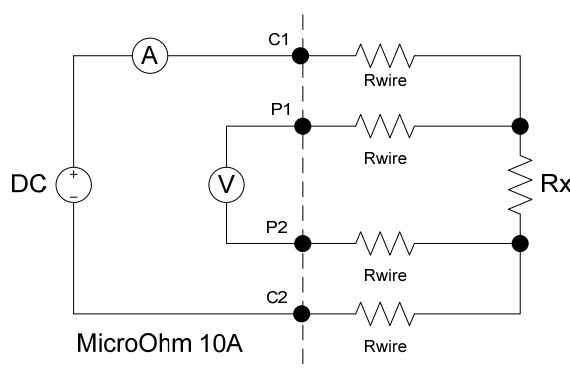 C1
A
Rwire
P1
Rwire
DC
+
−
V
Rx
P2
Rwire
C2
Rwire
MicroOhm 10A